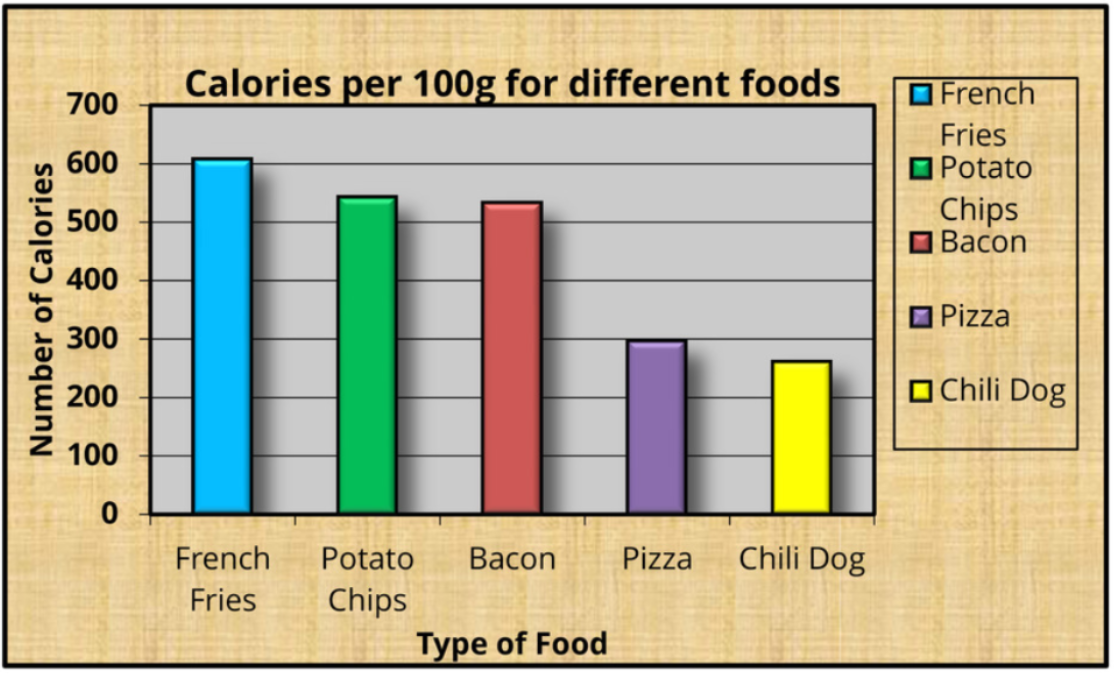 Calories per 100g for different foods
Number of Calories
700
600
500
400
300
200
100
0
French
Fries
Potato
Chips
Bacon
Pizza
Chili Dog
Type of Food
French
Fries
Potato
Chips
Bacon
Pizza
Chili Dog